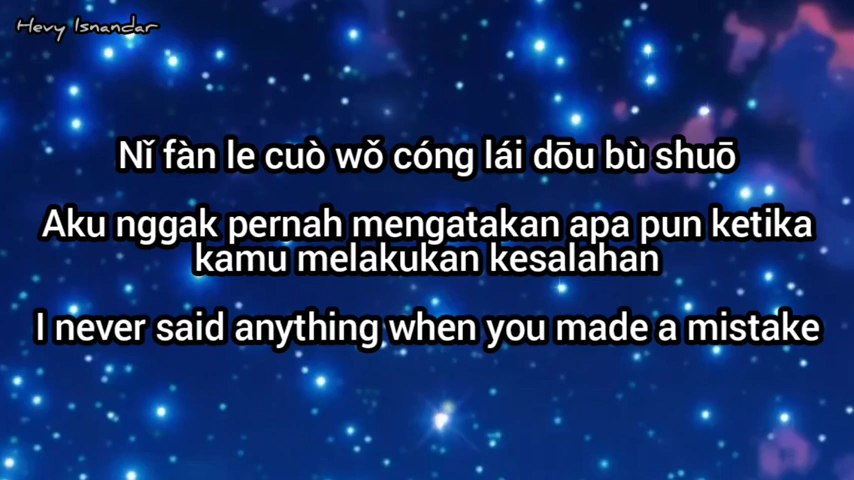 Hevy Isnandar
Nǐ fàn le cuò wǒ cóng lái dōu bù shuō
Aku nggak pernah mengatakan apa pun ketika
kamu melakukan kesalahan
I never said anything when you made a mistake